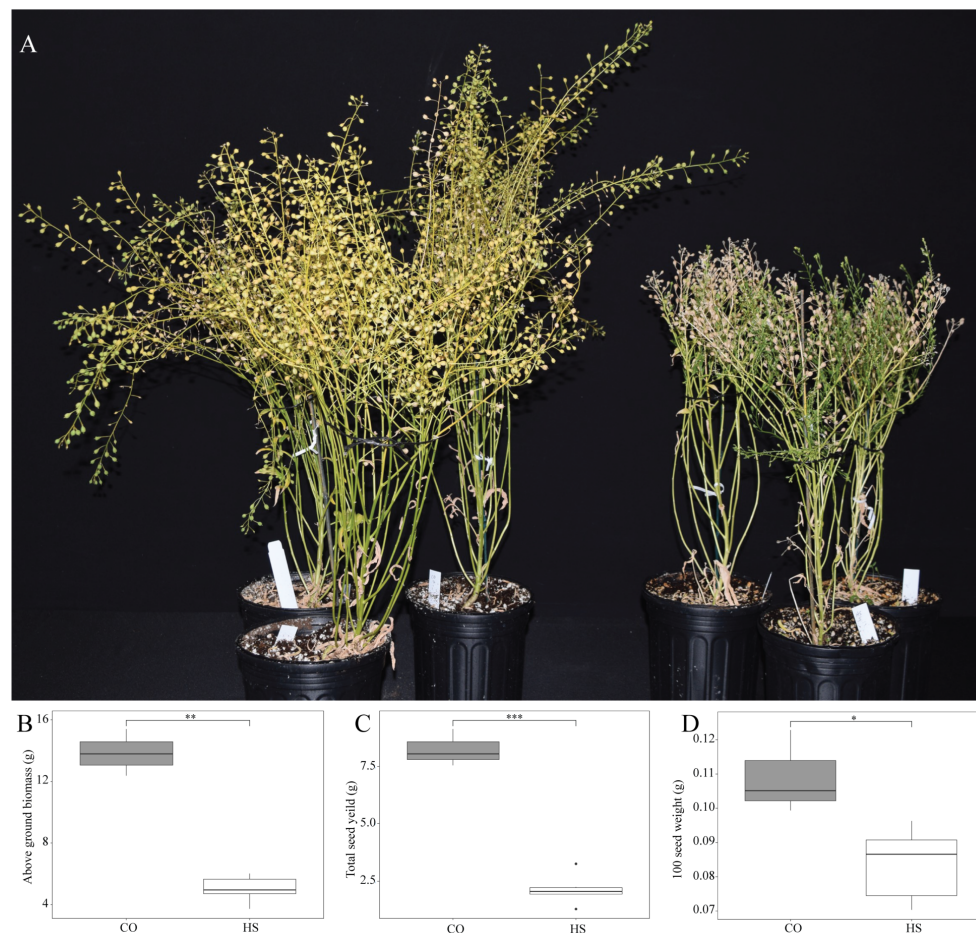 A
B
Above ground biomass (g)
16
12
8
4
**
CO HS
C
Total seed yeild (g)
7.5
5.0
2.5
***
CO HS
D
100 seed weight (g)
0.12
0.11
0.10
0.09
0.08
0.07
*
CO HS